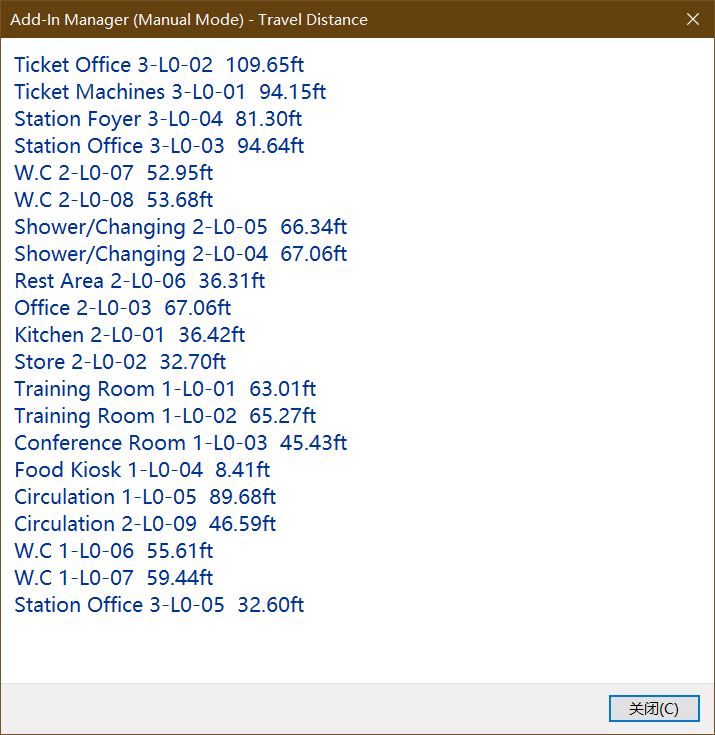 Add-In Manager (Manual Mode) - Travel Distance
Ticket Office 3-L0-02  109.65ft
Ticket Machines 3-L0-01  94.15ft
Station Foyer 3-L0-04  81.30ft
Station Office 3-L0-03  94.64ft
W.C 2-L0-07  52.95ft
W.C 2-L0-08  53.68ft
Shower/Changing 2-L0-05  66.34ft
Shower/Changing 2-L0-04  67.06ft
Rest Area 2-L0-06  36.31ft
Office 2-L0-03  67.06ft
Kitchen 2-L0-01  36.42ft
Store 2-L0-02  32.70ft
Training Room 1-L0-01  63.01ft
Training Room 1-L0-02  65.27ft
Conference Room 1-L0-03  45.43ft
Food Kiosk 1-L0-04  8.41ft
Circulation 1-L0-05  89.68ft
Circulation 2-L0-09  46.59ft
W.C 1-L0-06  55.61ft
W.C 1-L0-07  59.44ft
Station Office 3-L0-05  32.60ft
关闭(C)